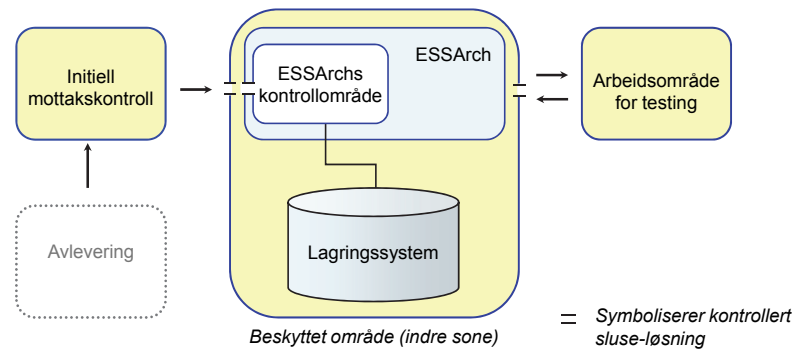 Initiell
mottakskontroll
Avlevering
ESSArch
ESSArchs
kontrollområde
Lagringssystem
Beskyttet område (indre sone)
Arbeidsområde
for testing
Symboliserer kontrollert
sluse-løsning